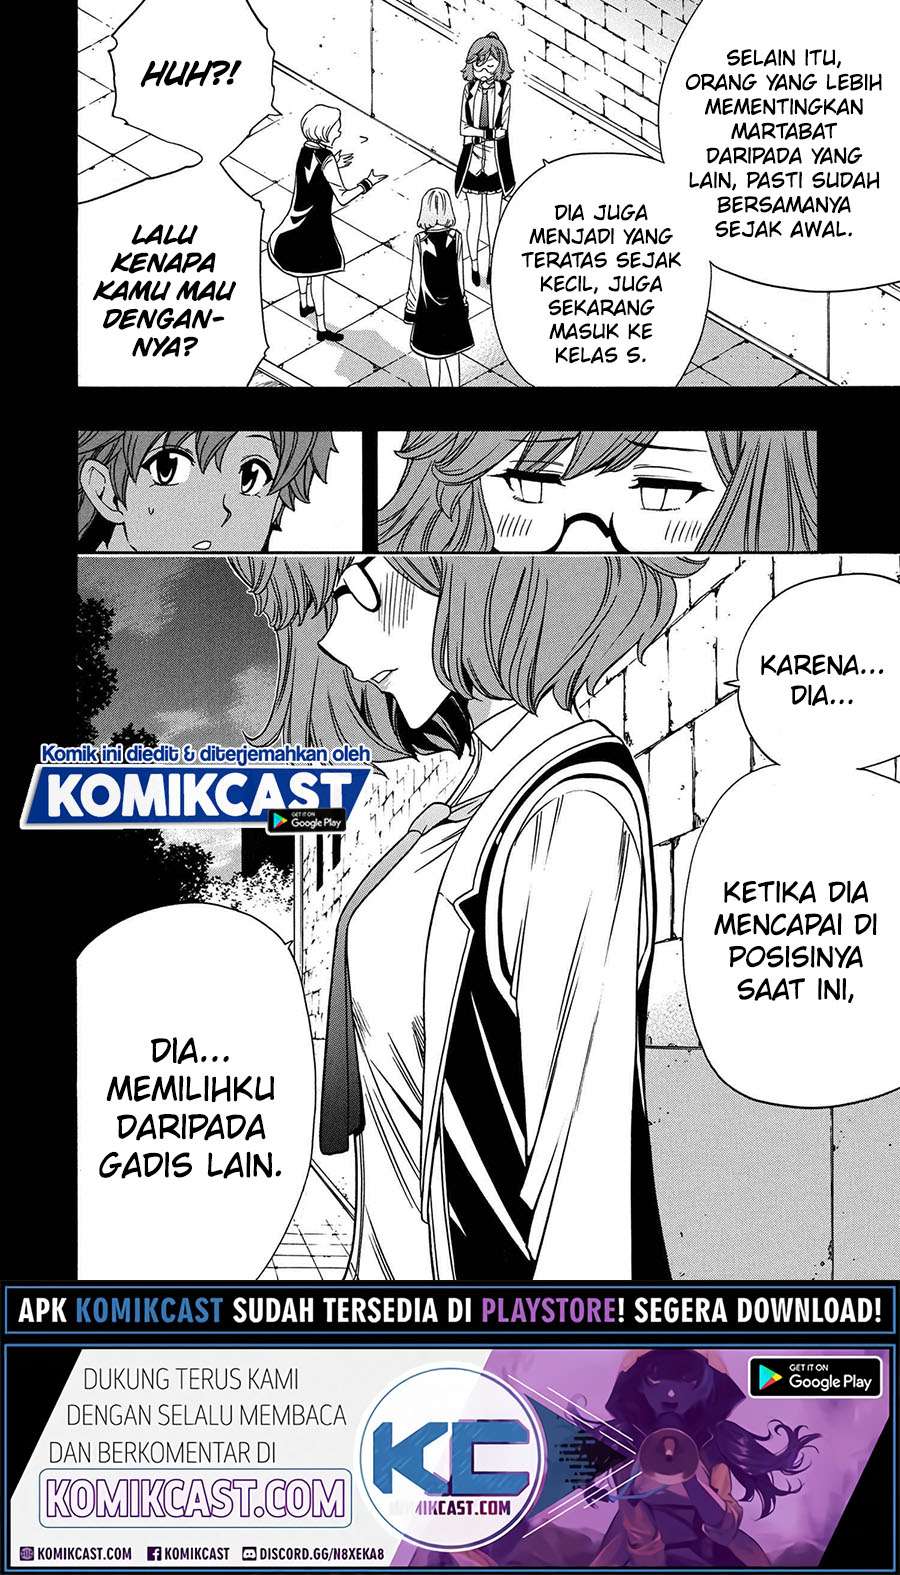 SELAIN ITU,
ORANG YANG LEBIH
MEMENTINGKAN
MARTABAT
DARIPADA YANG
LAIN, PASTI SUDAH
BERSAMANYA
SEJAK AWAL.
DIA JUGA
MENJADI YANG
TERATAS SEJAK
KECIL, JUGA
SEKARANG
MASUK KE
KELAS S.
HUH?!
LALU
KENAPA
KAMU MAU
DENGAN-
NYA?
KARENA...
DIA...
KETIKA DIA
MENCAPAI DI
POSISINYA
SAAT INI,
DIA...
MEMILIHKU
DARIPADA
GADIS LAIN.
Komik ini diedit & diterjemahkan oleh
KOMIKCAST
GET IT ON
Google Play
APK KOMIKCAST SUDAH TERSEDIA DI PLAYSTORE! SEGERA DOWNLOAD!
DUKUNG TERUS KAMI
DENGAN SELALU MEMBACA
DAN BERKOMENTAR DI
KOMIKCAST.COM
KC
WWW.KOMIKCAST.COM
GET IT ON
Google Play
KOMIKCAST.COM KOMIKCAST DISCORD.GG/N8XEKA8